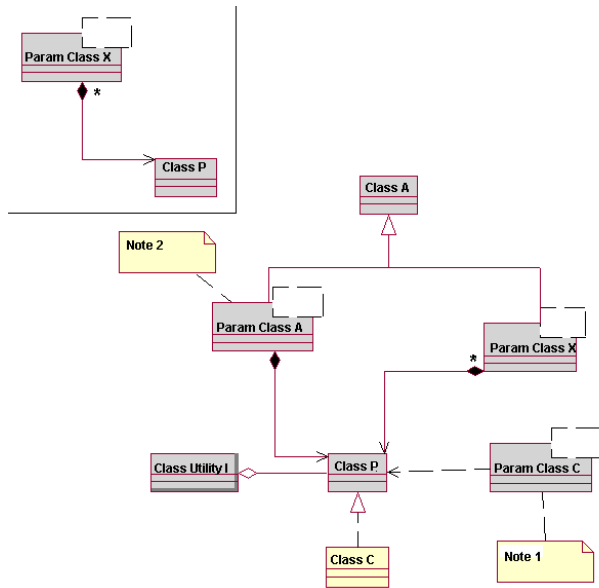 Param Class X
*
Class P
Class A
Note 2
Param Class A
Param Class X
*
Class Utility I
Class P
Param Class C
Class C
Note 1